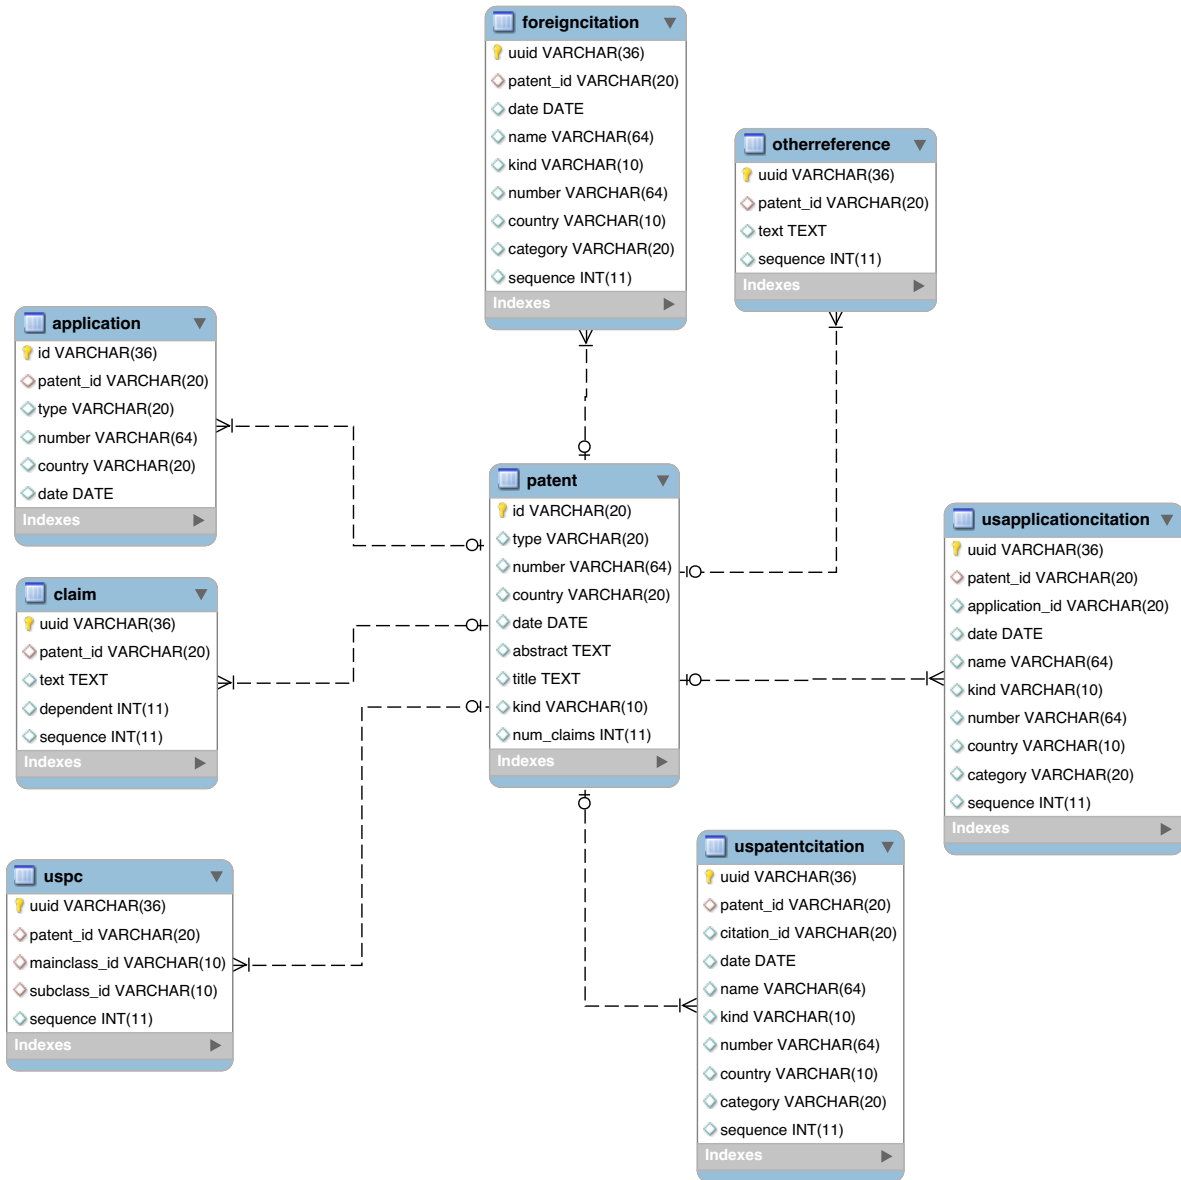 foreigncitation
uuid VARCHAR(36)
patent_id VARCHAR(20)
date DATE
name VARCHAR(64)
kind VARCHAR(10)
number VARCHAR(64)
country VARCHAR(10)
category VARCHAR(20)
sequence INT(11)
Indexes
otherreference
uuid VARCHAR(36)
patent_id VARCHAR(20)
text TEXT
sequence INT(11)
Indexes
application
id VARCHAR(36)
patent_id VARCHAR(20)
type VARCHAR(20)
number VARCHAR(64)
country VARCHAR(20)
date DATE
Indexes
patent
id VARCHAR(20)
type VARCHAR(20)
number VARCHAR(64)
country VARCHAR(20)
date DATE
abstract TEXT
title TEXT
kind VARCHAR(10)
num_claims INT(11)
Indexes
usapplicationcitation
uuid VARCHAR(36)
patent_id VARCHAR(20)
application_id VARCHAR(20)
date DATE
name VARCHAR(64)
kind VARCHAR(10)
number VARCHAR(64)
country VARCHAR(10)
category VARCHAR(20)
sequence INT(11)
Indexes
claim
uuid VARCHAR(36)
patent_id VARCHAR(20)
text TEXT
dependent INT(11)
sequence INT(11)
Indexes
uspc
uuid VARCHAR(36)
patent_id VARCHAR(20)
mainclass_id VARCHAR(10)
subclass_id VARCHAR(10)
sequence INT(11)
Indexes
uspatentcitation
uuid VARCHAR(36)
patent_id VARCHAR(20)
citation_id VARCHAR(20)
date DATE
name VARCHAR(64)
kind VARCHAR(10)
number VARCHAR(64)
country VARCHAR(10)
category VARCHAR(20)
sequence INT(11)
Indexes